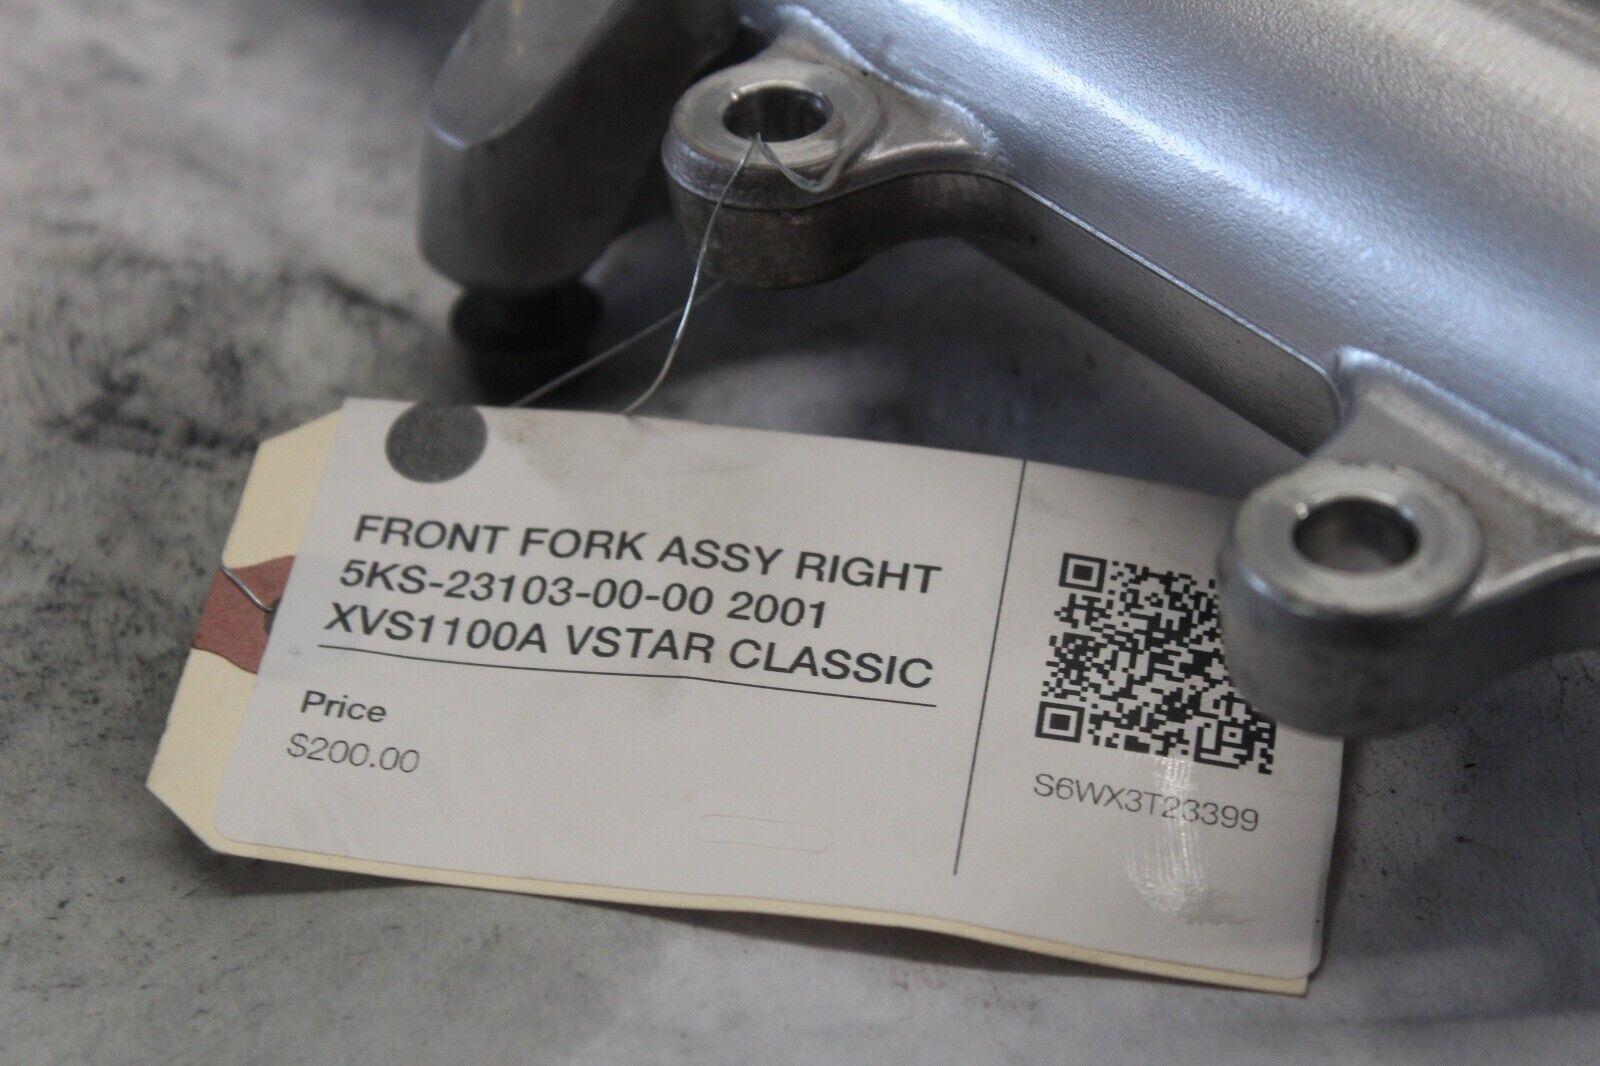 FRONT FORK ASSY RIGHT
5KS-23103-00-00 2001
XVS1100A VSTAR CLASSIC
Price
$200.00
S6WX3T23399